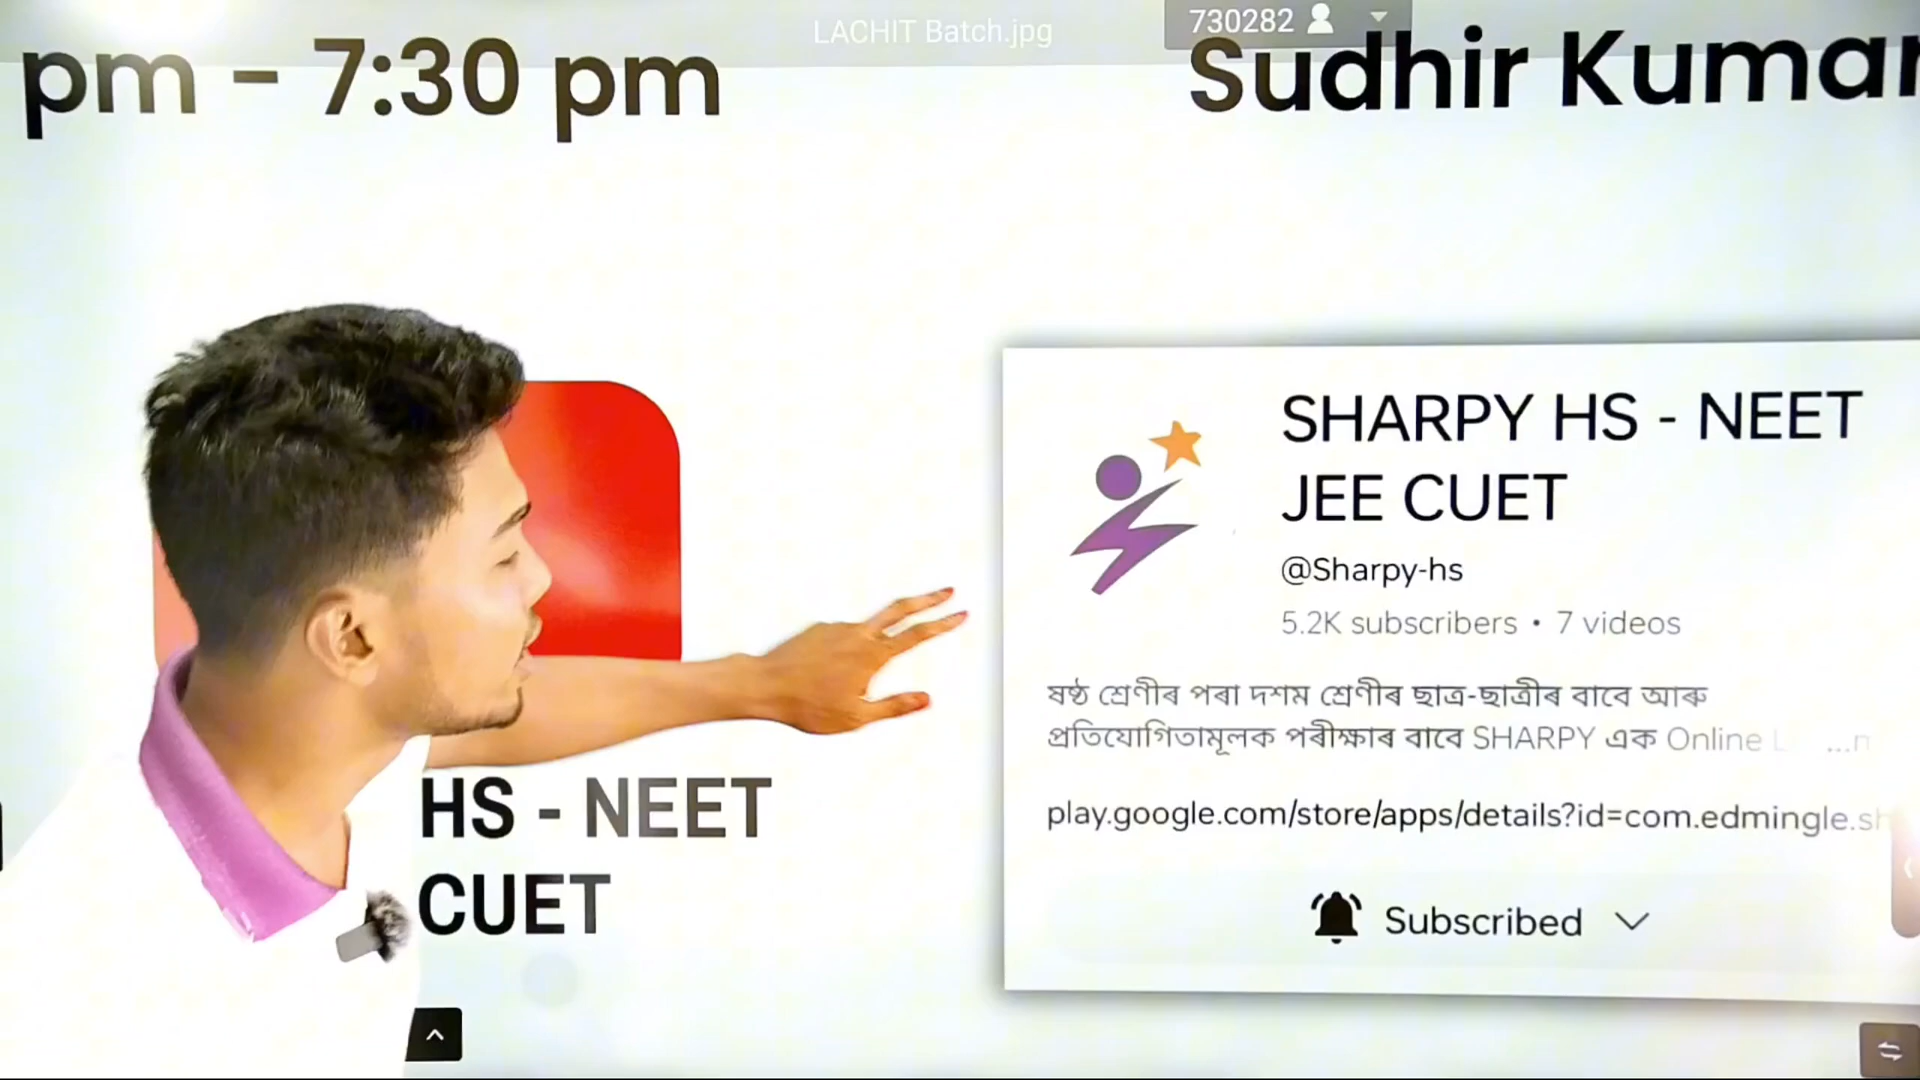 LACHIT Batch.jpg
730282
pm - 7:30 pm
Sudhir Kumar
SHARPY HS - NEET
JEE CUET
@Sharpy-hs
5.2K subscribers • 7 videos
ষষ্ঠ শ্ৰেণীৰ পৰা দশম শ্ৰেণীৰ ছাত্ৰ-ছাত্ৰীৰ বাবে আৰু
প্ৰতিযোগিতামূলক পৰীক্ষাৰ বাবে SHARPY এক Online
play.google.com/store/apps/details?id=com.edmingle.sh
Subscribed
HS - NEET
CUET